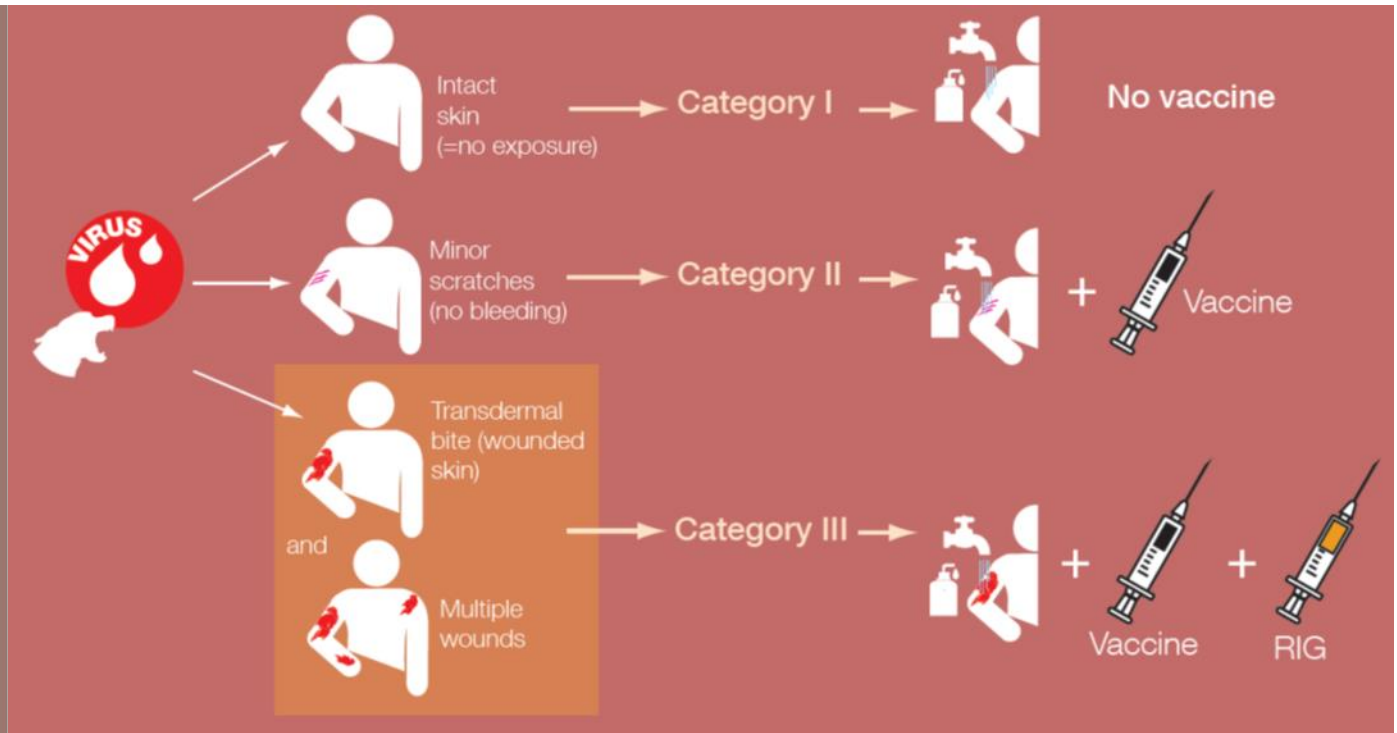 VIRUS
Intact
skin
(=no exposure)
Category I
No vaccine
Minor
scratches
(no bleeding)
Category II
+
Vaccine
Transdermal
bite (wounded
skin)
and
Multiple
wounds
Category III
+
Vaccine
+
RIG